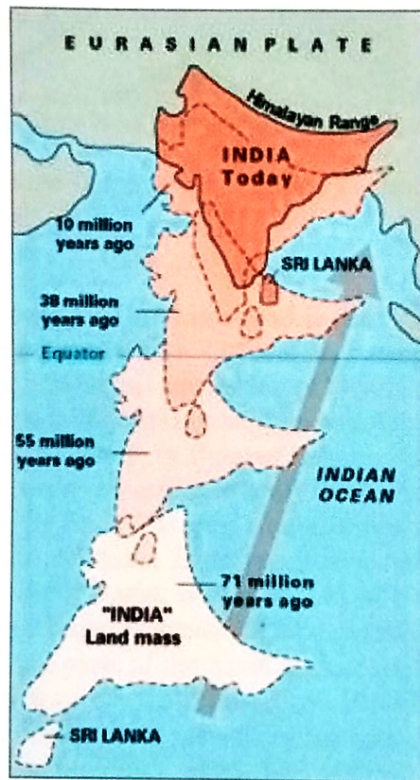 EURASIAN PLATE
Himalayan Range
INDIA
Today
10 million
years ago
SRI LANKA
38 million
years ago
Equator
55 million
years ago
INDIAN
OCEAN
71 million
years ago
"INDIA"
Land mass
SRI LANKA